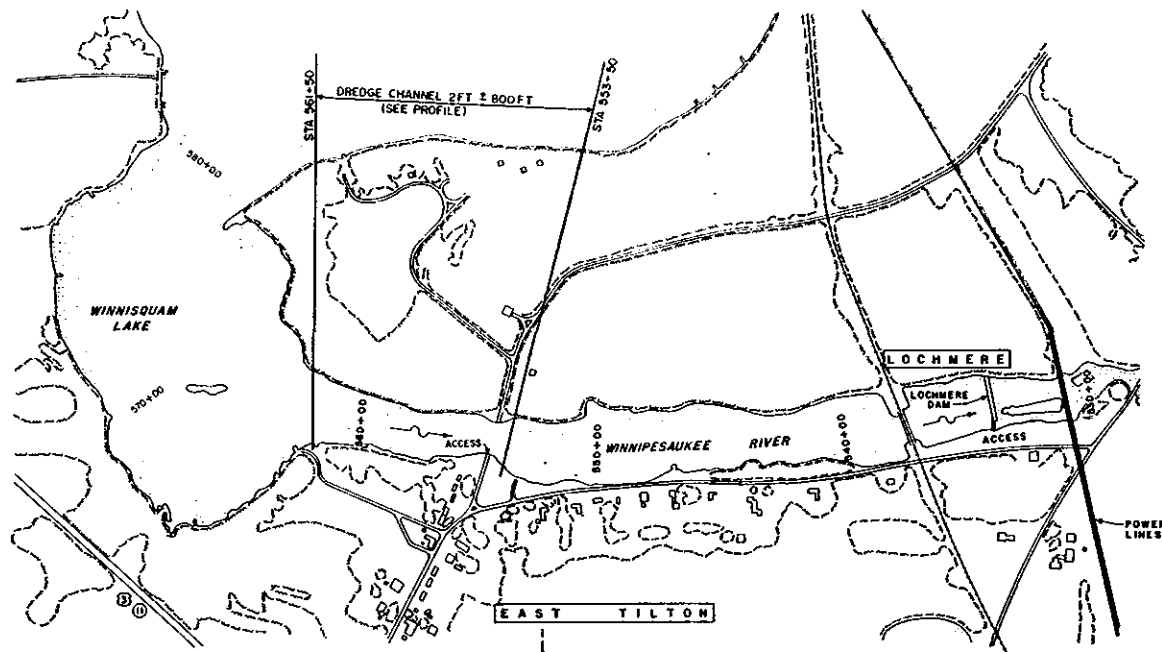 STA 561+50
DREDGE CHANNEL 2FT ± 800FT
(SEE PROFILE)
STA 553-50
580+00
WINNISQUAM
LAKE
570+00
560+00
ACCESS
550+00
WINNIPESAUKEE RIVER
540+00
LOCHMERE
LOCHMERE
DAM
ACCESS
530+00
POWER
LINES
EAST TILTON
3
11